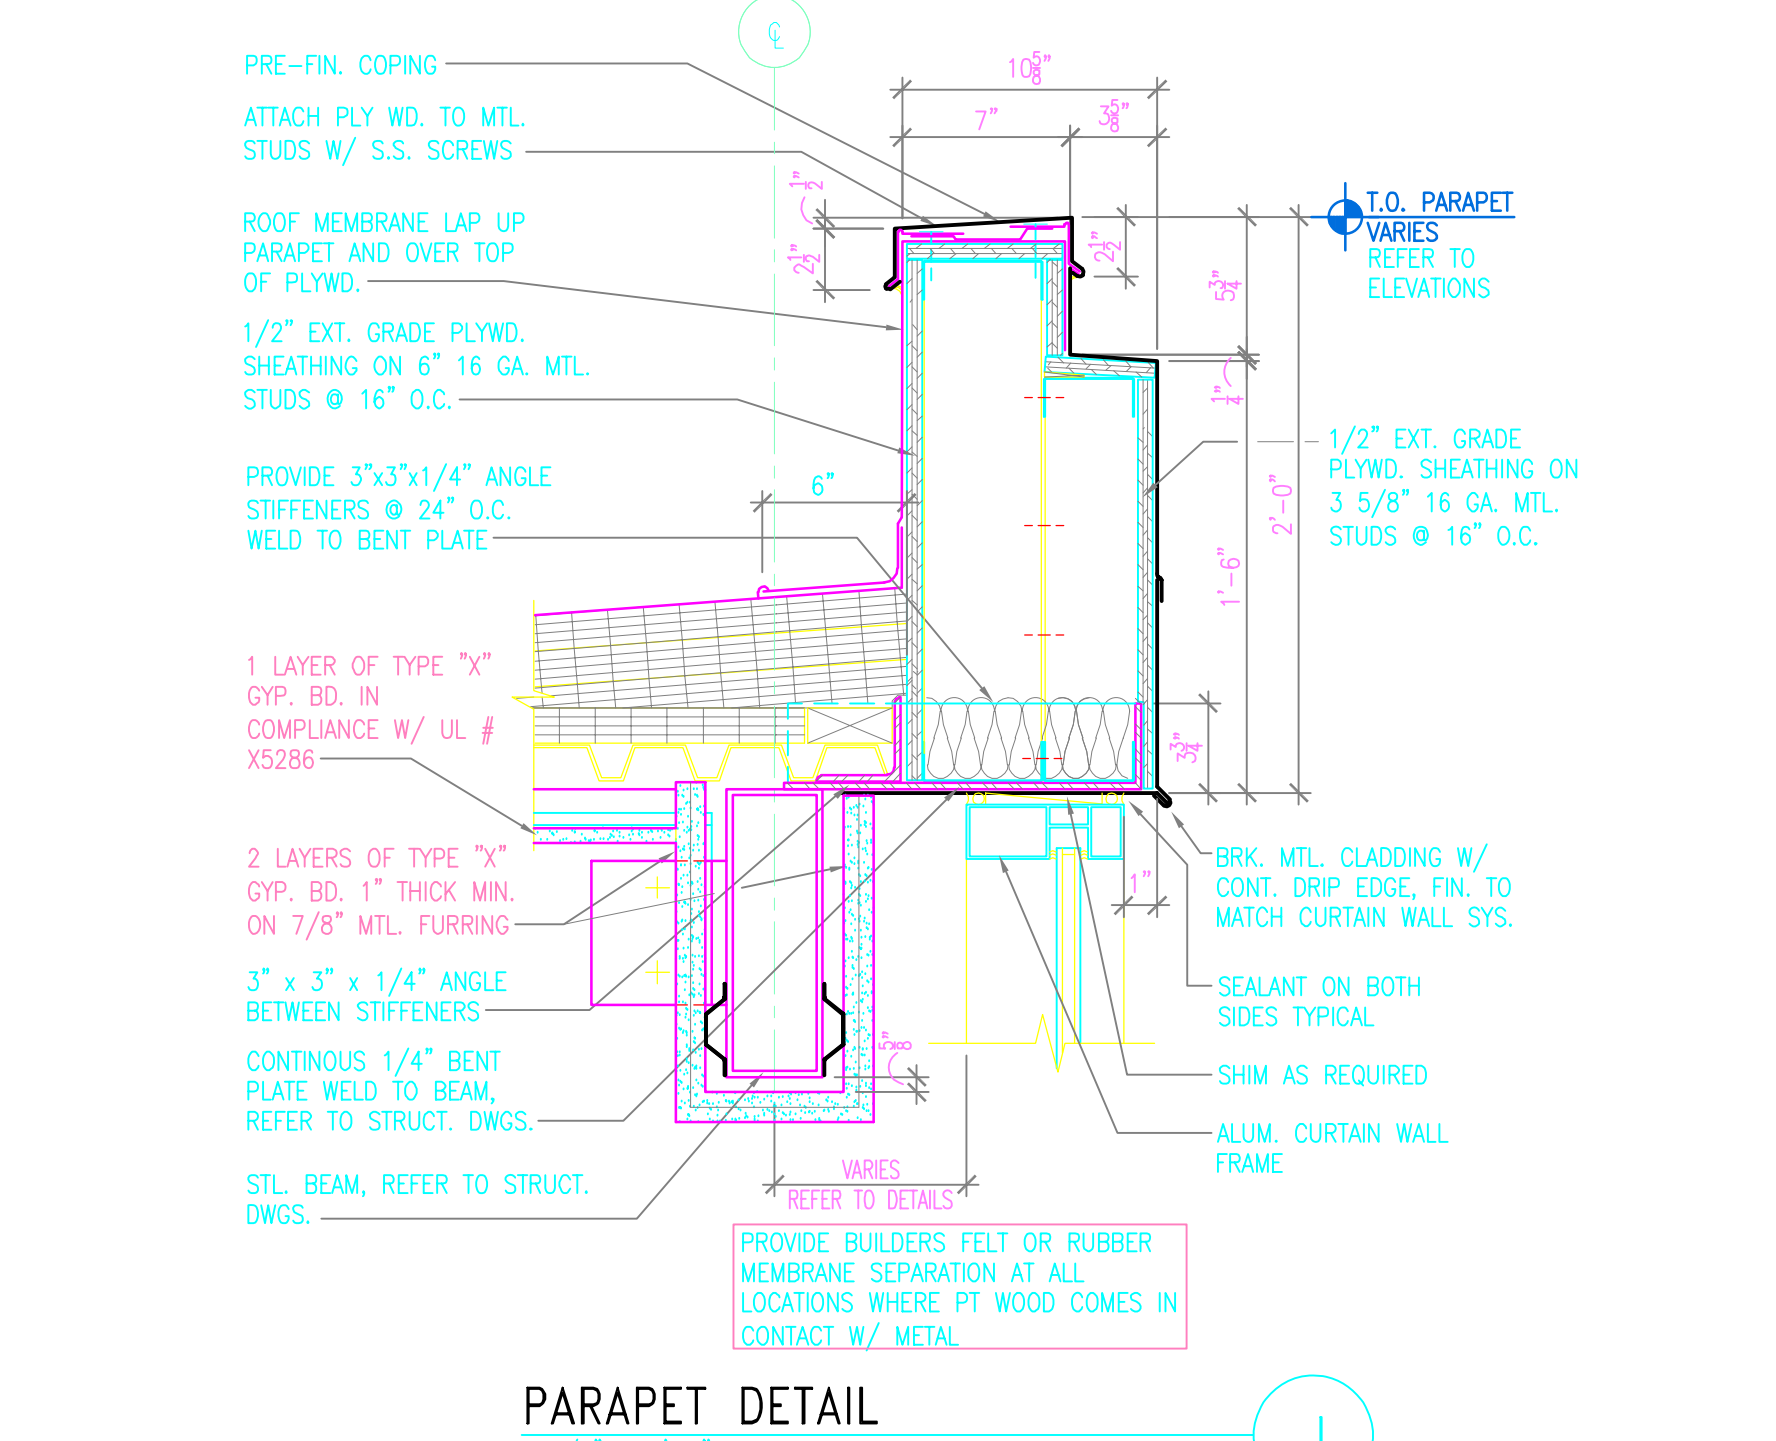 ℄
PRE-FIN. COPING
ATTACH PLY WD. TO MTL.
STUDS W/ S.S. SCREWS
ROOF MEMBRANE LAP UP
PARAPET AND OVER TOP
OF PLYWD.
1/2" EXT. GRADE PLYWD.
SHEATHING ON 6" 16 GA. MTL.
STUDS @ 16" O.C.
PROVIDE 3"x3"x1/4" ANGLE
STIFFENERS @ 24" O.C.
WELD TO BENT PLATE
1 LAYER OF TYPE "X"
GYP. BD. IN
COMPLIANCE W/ UL #
X5286
2 LAYERS OF TYPE "X"
GYP. BD. 1" THICK MIN.
ON 7/8" MTL. FURRING
3" x 3" x 1/4" ANGLE
BETWEEN STIFFENERS
CONTINOUS 1/4" BENT
PLATE WELD TO BEAM,
REFER TO STRUCT. DWGS.
STL. BEAM, REFER TO STRUCT.
DWGS.
10 5/8"
7"
3 5/8"
1/2"
2 1/2"
2 1/2"
6"
5 3/4"
1/4"
2'-0"
1'-6"
3 3/4"
1"
5/8"
T.O. PARAPET
VARIES
REFER TO
ELEVATIONS
1/2" EXT. GRADE
PLYWD. SHEATHING ON
3 5/8" 16 GA. MTL.
STUDS @ 16" O.C.
BRK. MTL. CLADDING W/
CONT. DRIP EDGE, FIN. TO
MATCH CURTAIN WALL SYS.
SEALANT ON BOTH
SIDES TYPICAL
SHIM AS REQUIRED
ALUM. CURTAIN WALL
FRAME
VARIES
REFER TO DETAILS
PROVIDE BUILDERS FELT OR RUBBER
MEMBRANE SEPARATION AT ALL
LOCATIONS WHERE PT WOOD COMES IN
CONTACT W/ METAL
PARAPET DETAIL